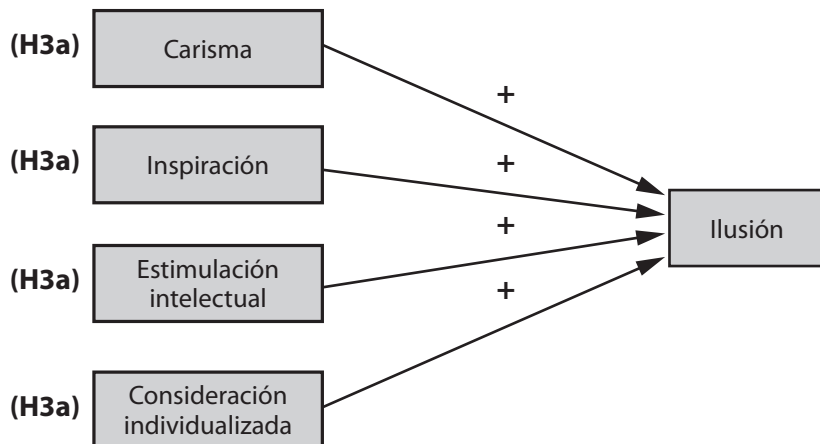 (H3a)
Carisma
+
(H3a)
Inspiración
+
Ilusión
+
(H3a)
Estimulación
intelectual
+
(H3a)
Consideración
individualizada